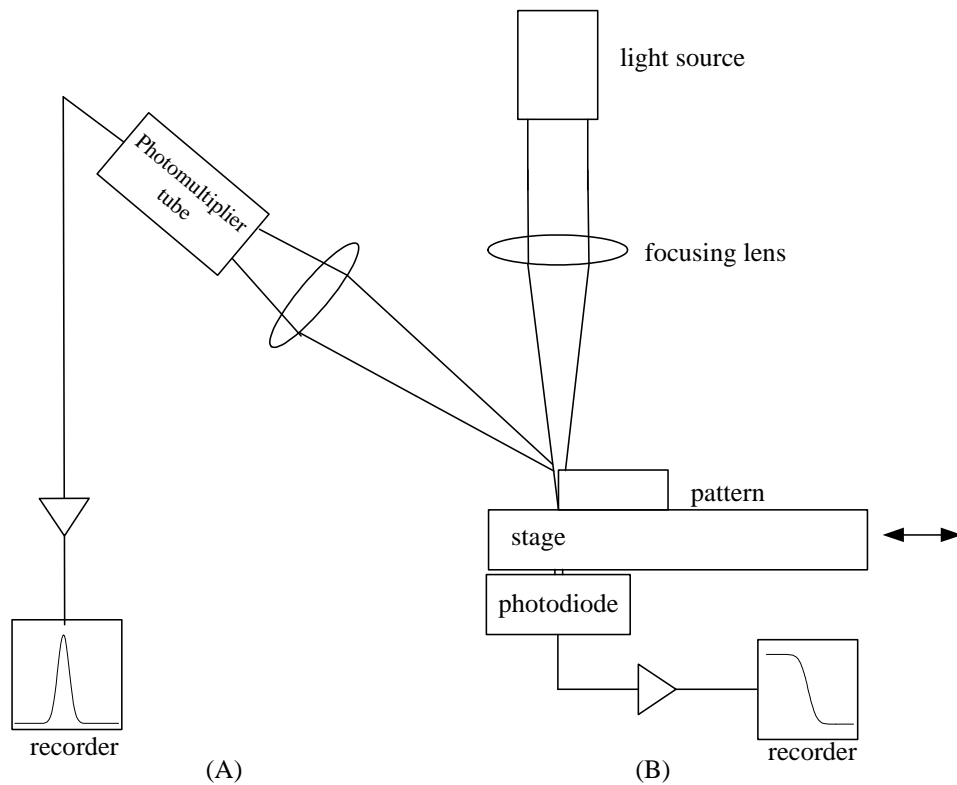 light source
Photomultiplier
tube
focusing lens
pattern
stage
photodiode
recorder
recorder
(A)
(B)